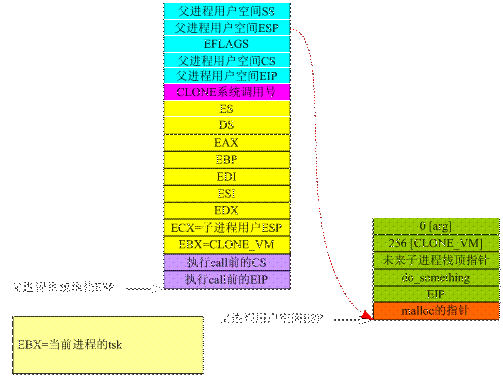 父进程用户空间SS
父进程用户空间ESP
EFLAGS
父进程用户空间CS
父进程用户空间EIP
CLONE系统调用号
ES
DS
EAX
EBP
EDI
ESI
EDX
ECX=子进程用户ESP
EBX=CLONE_VM
执行call前的CS
执行call前的EIP
父进程系统空间ESP
0 [arg]
256 [CLONE_VM]
未来子进程栈顶指针
do_something
EIP
malloc的指针
父进程用户空间ESP
EBX=当前进程的tsk